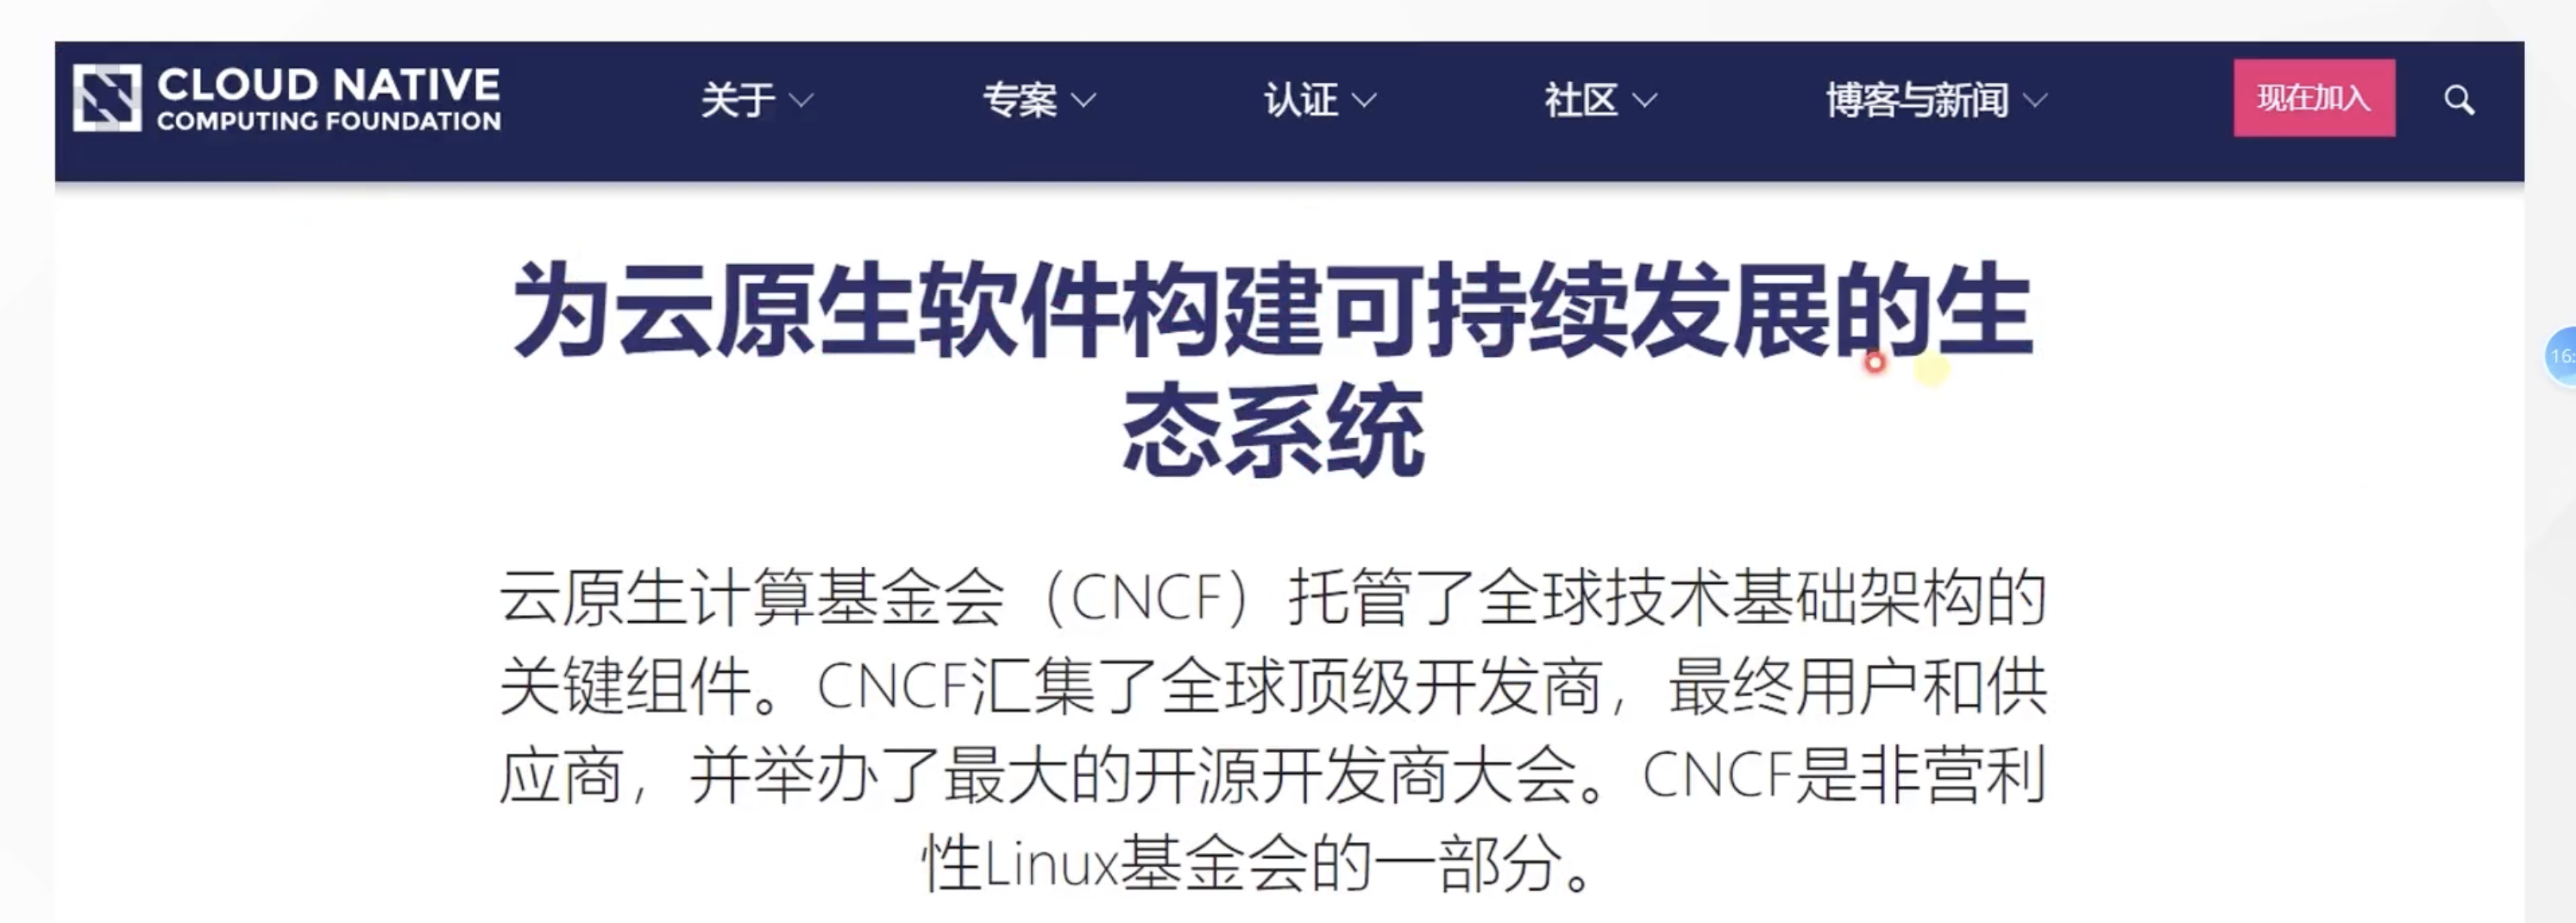 CLOUD NATIVE
COMPUTING FOUNDATION
关于
专案
认证
社区
博客与新闻
现在加入
为云原生软件构建可持续发展的生
态系统
16:
云原生计算基金会（CNCF）托管了全球技术基础架构的
关键组件。CNCF汇集了全球顶级开发商，最终用户和供
应商，并举办了最大的开源开发商大会。CNCF是非营利
性Linux基金会的一部分。